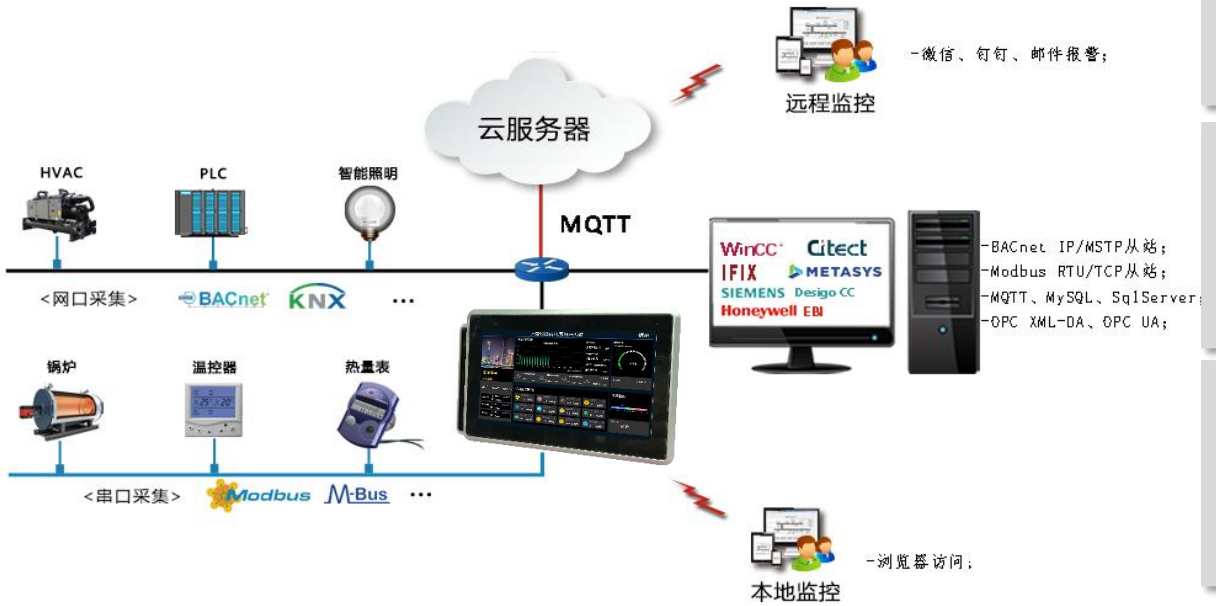 -微信、钉钉、邮件报警；
远程监控
云服务器
HVAC
PLC
智能照明
MQTT
WinCC
Citect
IFIX
METASYS
SIEMENS Desigo CC
Honeywell EBI
-BACnet IP/MSTP从站；
-Modbus RTU/TCP从站；
-MQTT、MySQL、SqlServer；
-OPC XML-DA、OPC UA；
<网口采集>
BACnet
KNX
...
锅炉
温控器
热量表
<串口采集>
Modbus
M-Bus
...
-浏览器访问；
本地监控